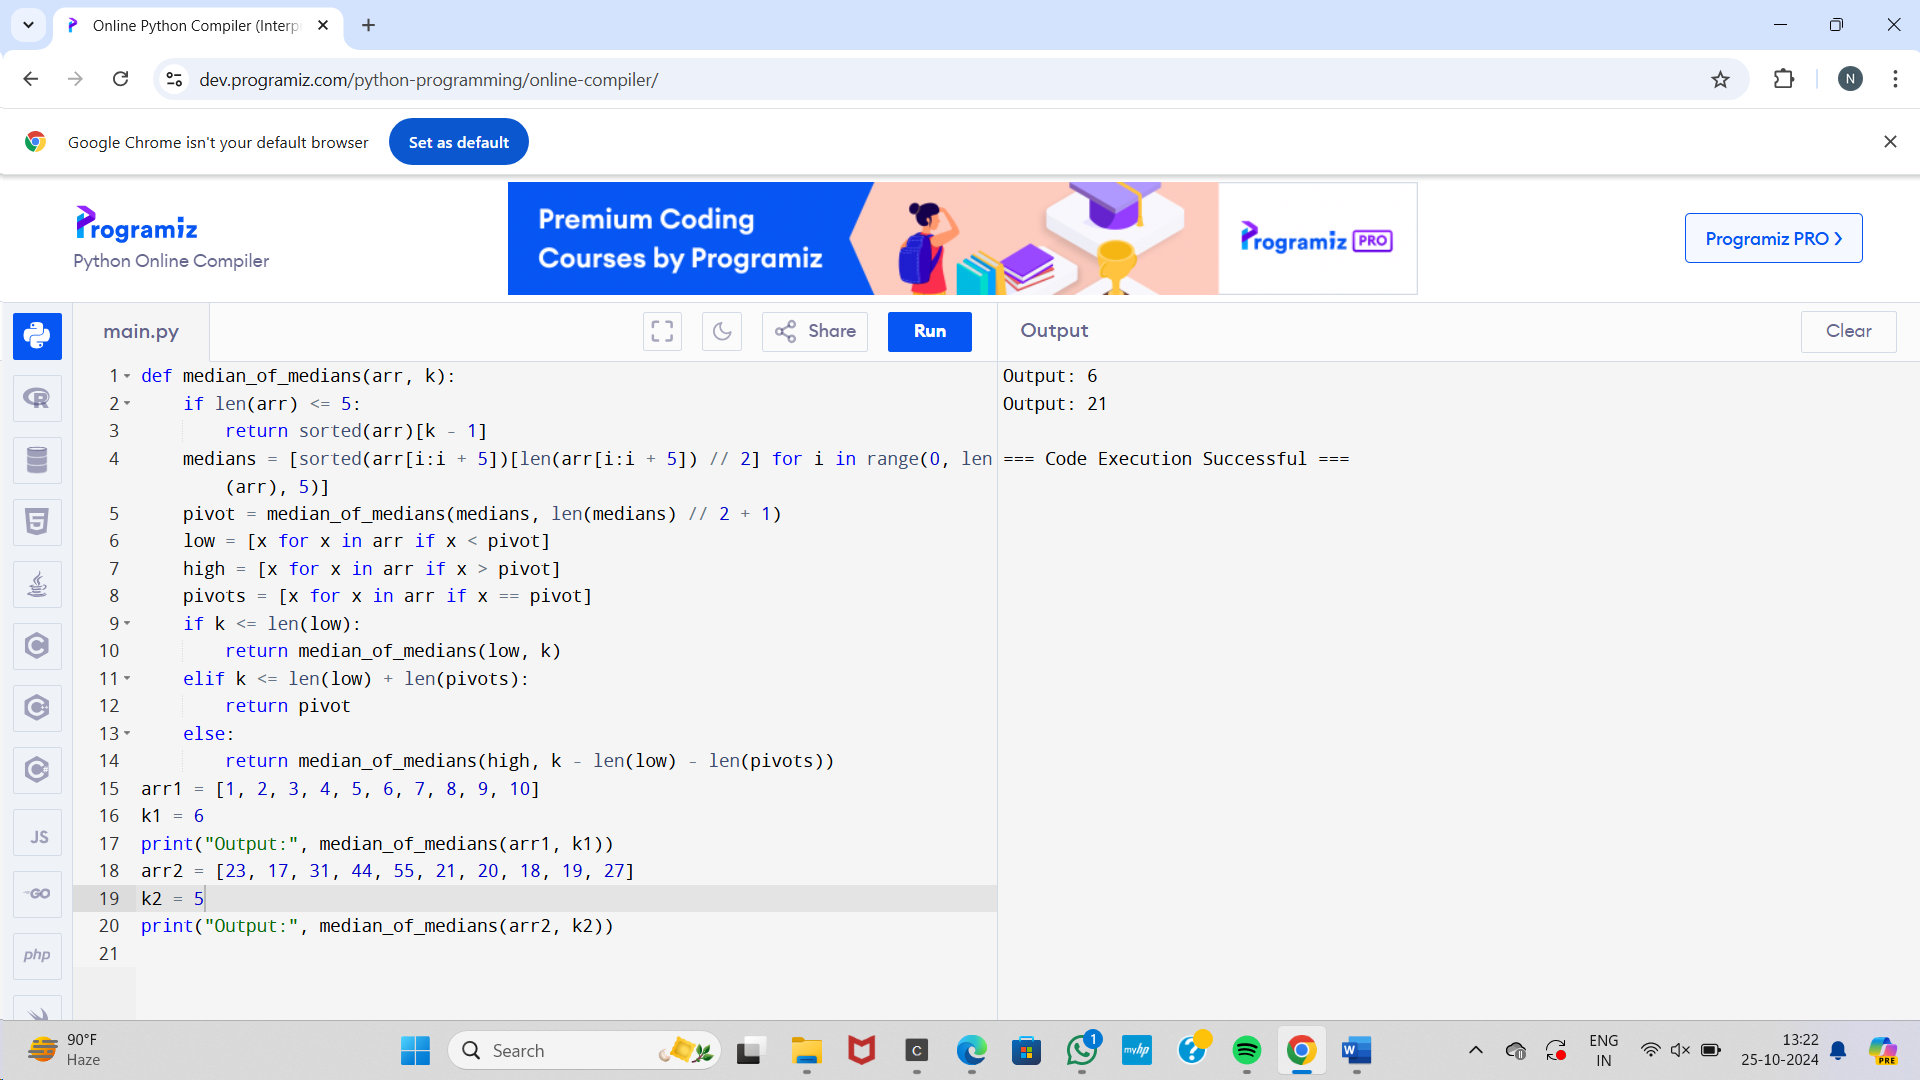 Online Python Compiler (Interp
dev.programiz.com/python-programming/online-compiler/
N
Google Chrome isn't your default browser
Set as default
Programiz
Python Online Compiler
Premium Coding
Courses by Programiz
Programiz PRO
Programiz PRO ❯
main.py
Share
Run
Output
Clear
1 def median_of_medians(arr, k):
2     if len(arr) <= 5:
3         return sorted(arr)[k - 1]
4     medians = [sorted(arr[i:i + 5])[len(arr[i:i + 5]) // 2] for i in range(0, len
        (arr), 5)]
5     pivot = median_of_medians(medians, len(medians) // 2 + 1)
6     low = [x for x in arr if x < pivot]
7     high = [x for x in arr if x > pivot]
8     pivots = [x for x in arr if x == pivot]
9     if k <= len(low):
10         return median_of_medians(low, k)
11     elif k <= len(low) + len(pivots):
12         return pivot
13     else:
14         return median_of_medians(high, k - len(low) - len(pivots))
15 arr1 = [1, 2, 3, 4, 5, 6, 7, 8, 9, 10]
16 k1 = 6
17 print("Output:", median_of_medians(arr1, k1))
18 arr2 = [23, 17, 31, 44, 55, 21, 20, 18, 19, 27]
19 k2 = 5
20 print("Output:", median_of_medians(arr2, k2))
21
Output: 6
Output: 21
=== Code Execution Successful ===
R
5
C
C
C
JS
GO
php
90°F
Haze
Search
C
1
myhp
?
W
ENG
IN
13:22
25-10-2024
PRE